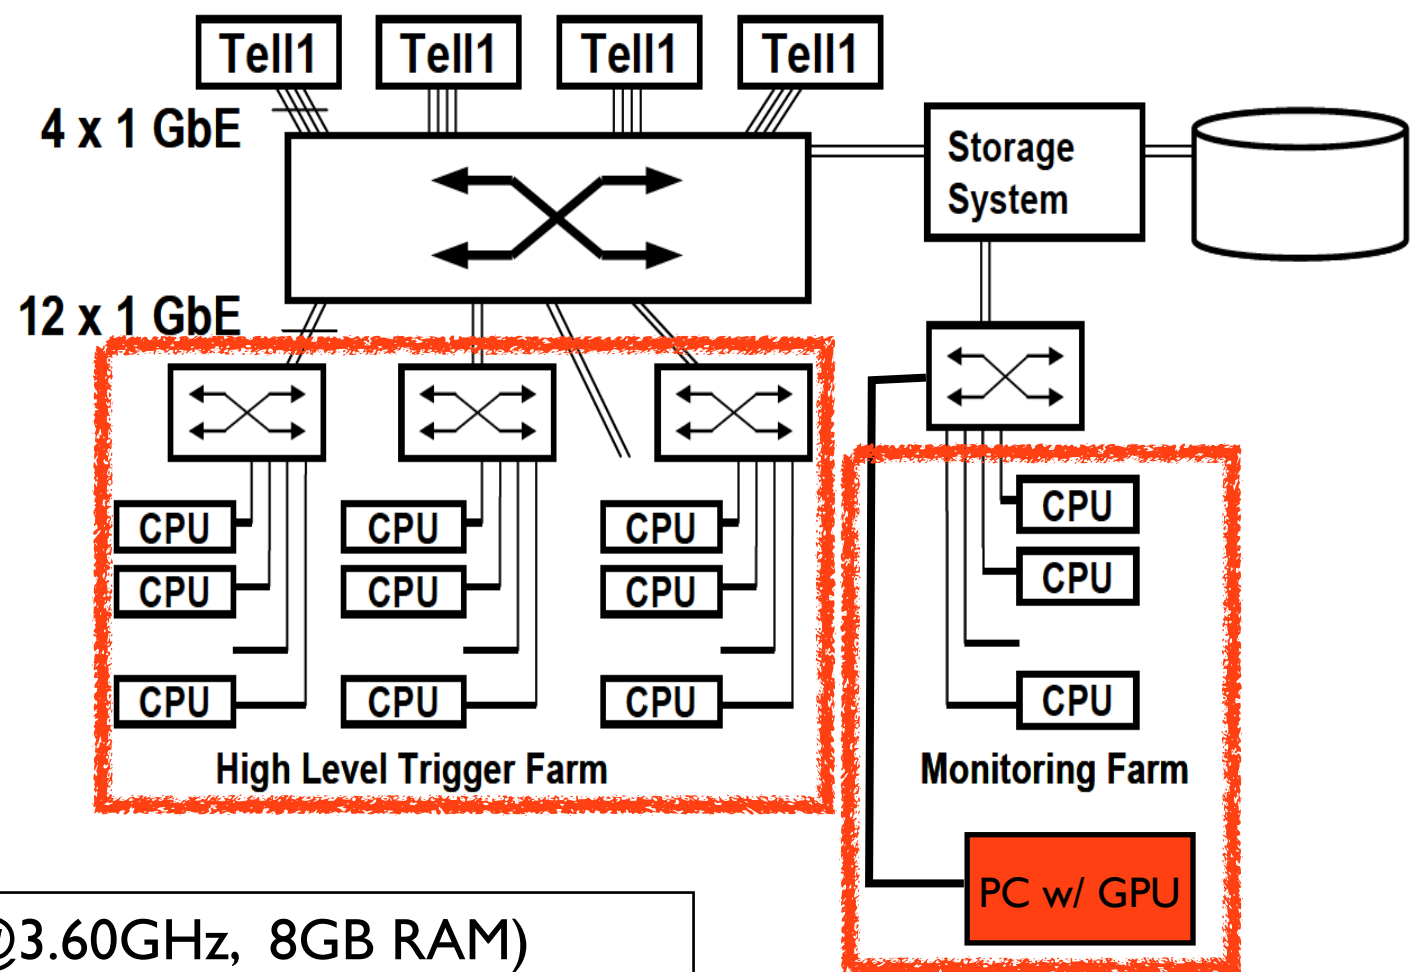 Tell1 Tell1 Tell1 Tell1
4 x 1 GbE
Storage
System
12 x 1 GbE
CPU CPU CPU CPU
CPU CPU CPU CPU
CPU CPU CPU CPU
High Level Trigger Farm
Monitoring Farm
PC w/ GPU
@3.60GHz, 8GB RAM)